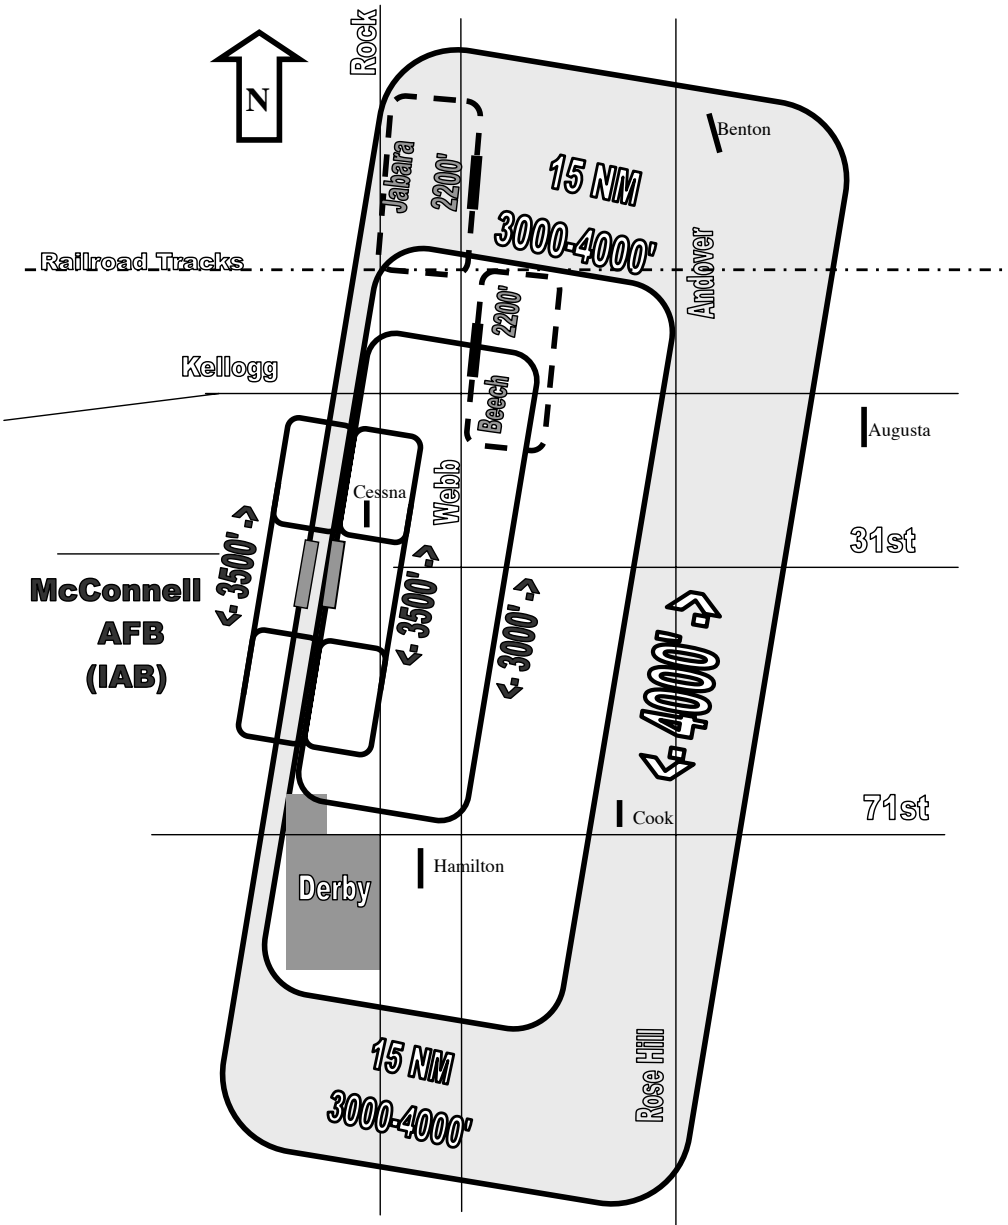 Rock
N
Benton
Jabara
2200'
15 NM
3000-4000'
Andover
Railroad Tracks
2200'
Beech
Kellogg
Augusta
Webb
Cessna
<- 3500' ->
31st
McConnell
AFB
(IAB)
<- 3500' ->
<- 3000' ->
<- 4000' ->
71st
Cook
Hamilton
Derby
15 NM
3000-4000'
Rose Hill